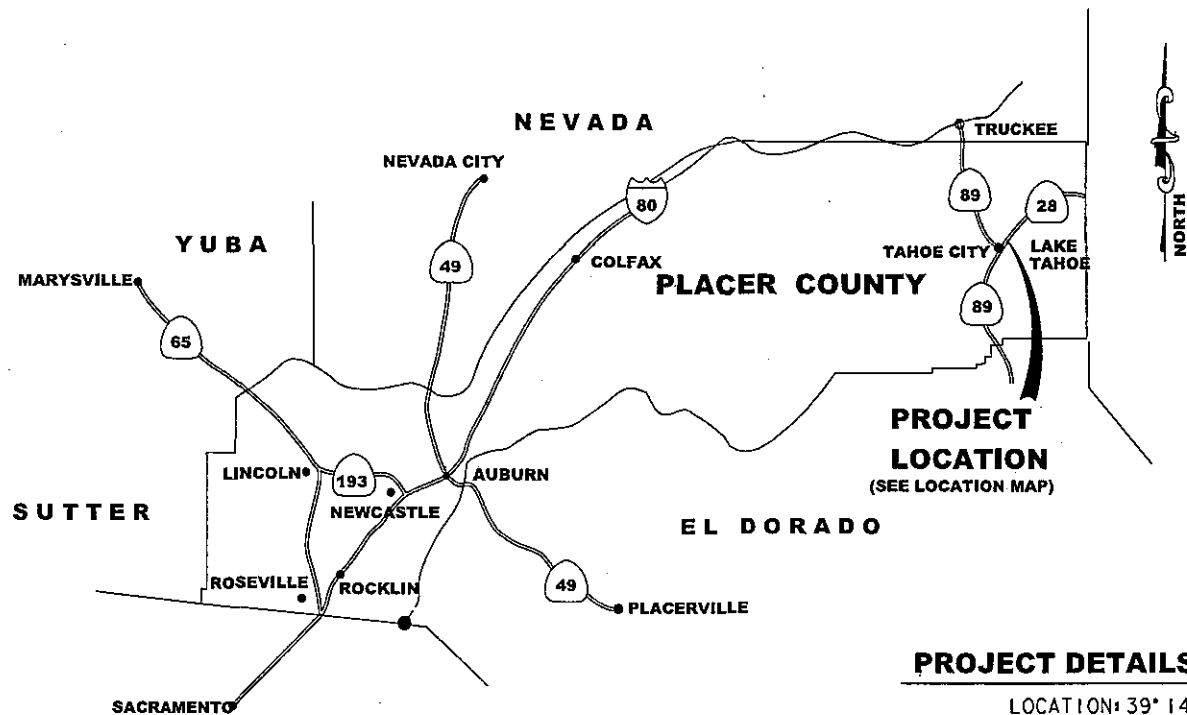 NEVADA
TRUCKEE
NEVADA CITY
89
28
80
NORTH
YUBA
49
TAHOE CITY
LAKE
TAHOE
COLFAX
MARYSVILLE
PLACER COUNTY
65
89
PROJECT
LOCATION
(SEE LOCATION MAP)
LINCOLN
193
AUBURN
NEWCASTLE
SUTTER
EL DORADO
ROSEVILLE
ROCKLIN
49
PLACERVILLE
PROJECT DETAILS
SACRAMENTO
LOCATION: 39° 14